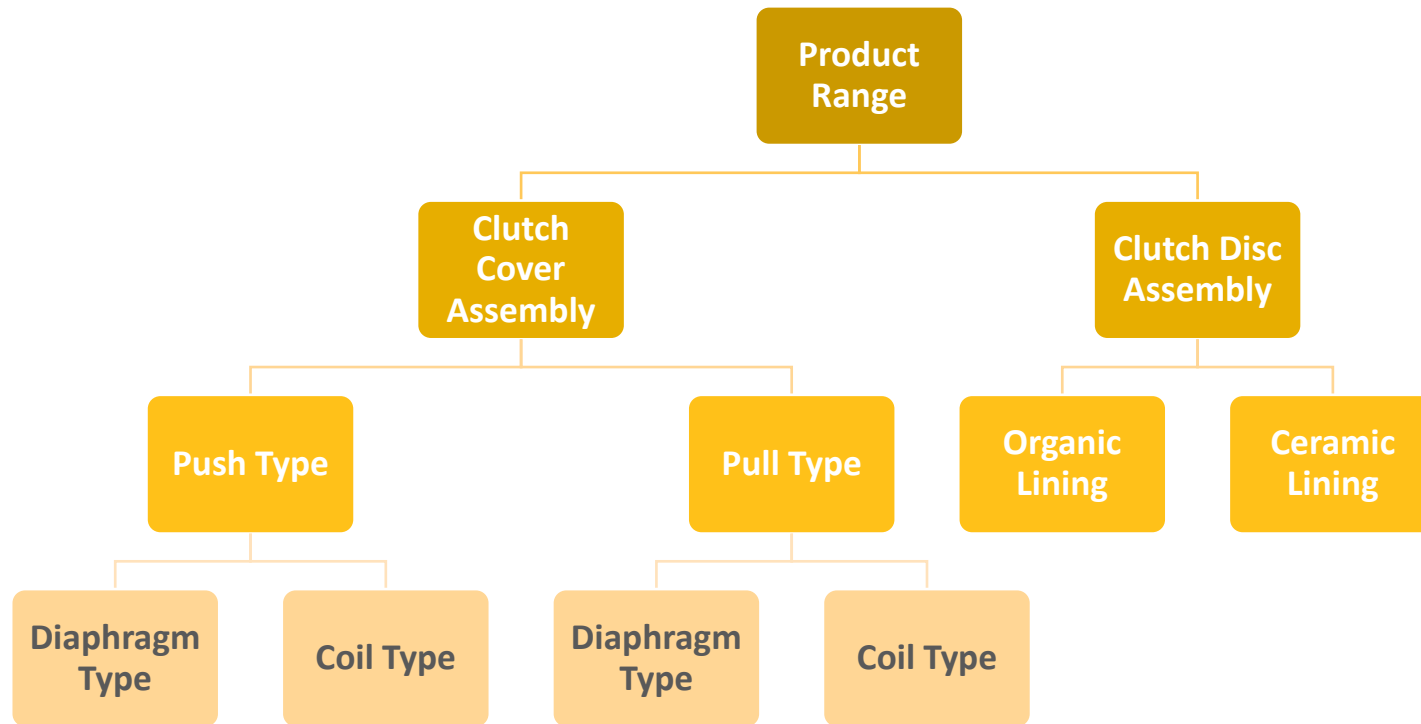 Product
Range
Clutch
Cover
Assembly
Clutch Disc
Assembly
Push Type
Pull Type
Organic
Lining
Ceramic
Lining
Diaphragm
Type
Coil Type
Diaphragm
Type
Coil Type